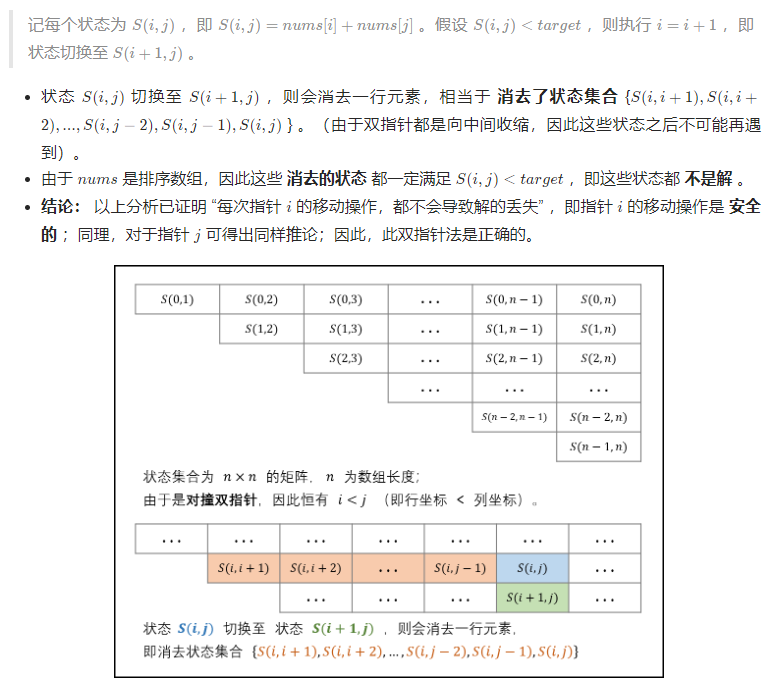 记每个状态为 S(i,j) ，即 S(i,j) = nums[i] + nums[j] 。假设 S(i,j) < target ，则执行 i = i + 1 ，即
状态切换至 S(i+1,j) 。
• 状态 S(i,j) 切换至 S(i+1,j) ，则会消去一行元素，相当于 消去了状态集合 {S(i,i+1), S(i,i+
2), ..., S(i,j−2), S(i,j−1), S(i,j) } 。（由于双指针都是向中间收缩，因此这些状态之后不可能再遇
到）。
• 由于 nums 是排序数组，因此这些 消去的状态 都一定满足 S(i,j) < target ，即这些状态都 不是解 。
• 结论： 以上分析已证明 “每次指针 i 的移动操作，都不会导致解的丢失” ，即指针 i 的移动操作是 安全
的 ；同理，对于指针 j 可得出同样推论；因此，此双指针法是正确的。
S(0,1) S(0,2) S(0,3) ... S(0,n−1) S(0,n)
S(1,2) S(1,3) ... S(1,n−1) S(1,n)
S(2,3) ... S(2,n−1) S(2,n)
... ... ...
S(n−2,n−1) S(n−2,n)
S(n−1,n)
状态集合为 n×n 的矩阵，n 为数组长度；
由于是对撞双指针，因此恒有 i<j （即行坐标 < 列坐标）。
... ... ... ... ... ... ...
S(i,i+1) S(i,i+2) ... S(i,j−1) S(i,j) ...
... ... ... S(i+1,j) ...
状态 S(i,j) 切换至 状态 S(i+1,j) ，则会消去一行元素，
即消去状态集合 {S(i,i+1),S(i,i+2),...,S(i,j−2),S(i,j−1),S(i,j)}